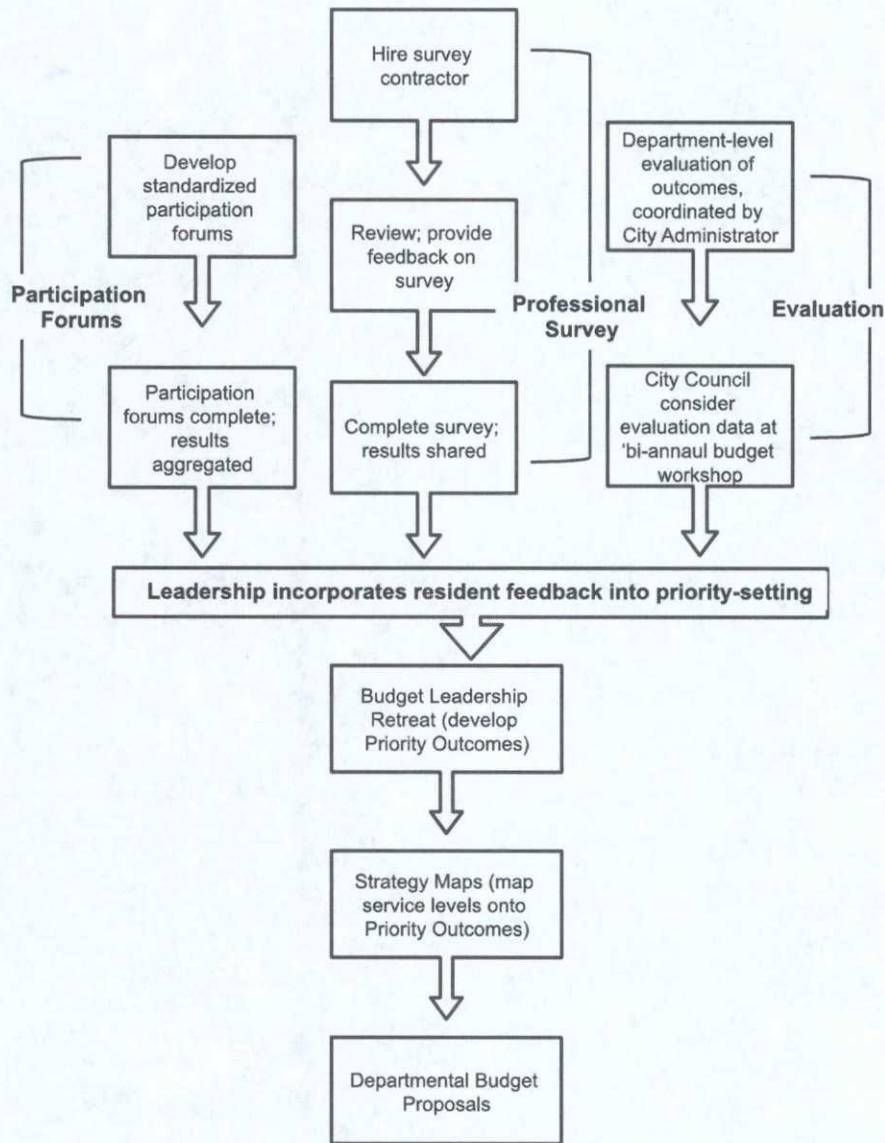 Hire survey
contractor
Develop
standardized
participation
forums
Department-level
evaluation of
outcomes,
coordinated by
City Administrator
Review; provide
feedback on
survey
Participation
Forums
Professional
Survey
Evaluation
Participation
forums complete;
results
aggregated
Complete survey;
results shared
City Council
consider
evaluation data at
'bi-annaul budget
workshop
Leadership incorporates resident feedback into priority-setting
Budget Leadership
Retreat (develop
Priority Outcomes)
Strategy Maps (map
service levels onto
Priority Outcomes)
Departmental Budget
Proposals